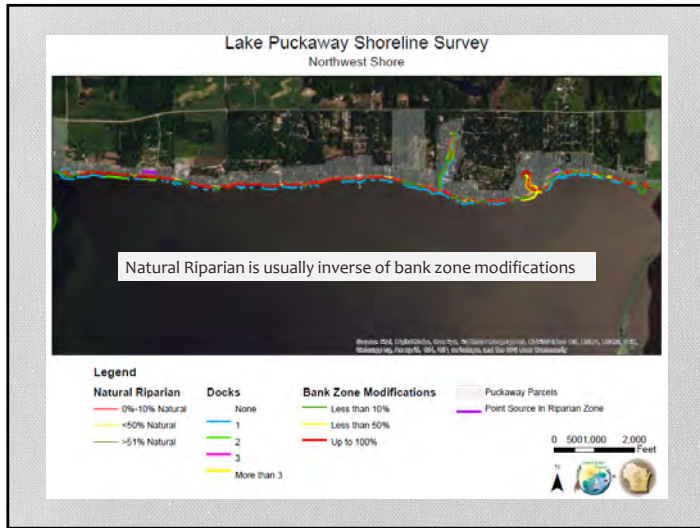 Lake Puckaway Shoreline Survey
Northwest Shore
Natural Riparian is usually inverse of bank zone modifications
Legend
Natural Riparian
0%-10% Natural
<50% Natural
>51% Natural
Docks
None
1
2
3
More than 3
Bank Zone Modifications
Less than 10%
Less than 50%
Up to 100%
Puckaway Parcels
Point Source In Riparian Zone
0 5001,000 2,000
Feet
N